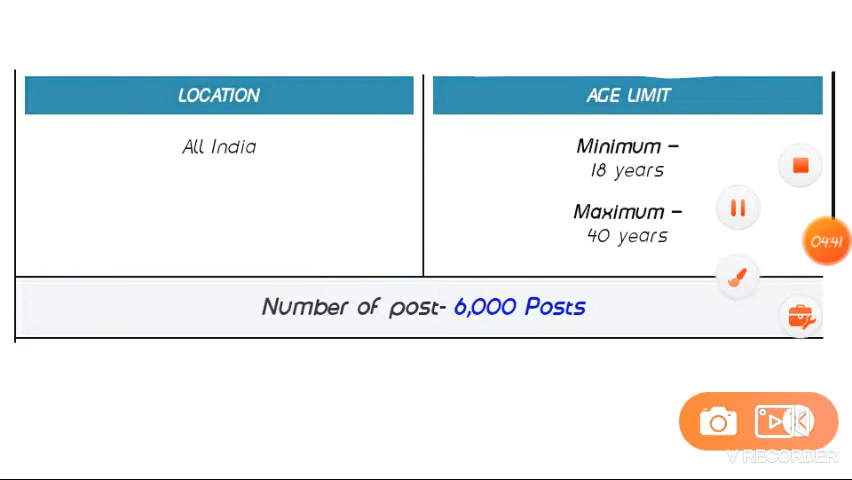 LOCATION
AGE LIMIT
All India
Minimum –
18 years
Maximum –
40 years
04:41
Number of post- 6,000 Posts
V RECORDER